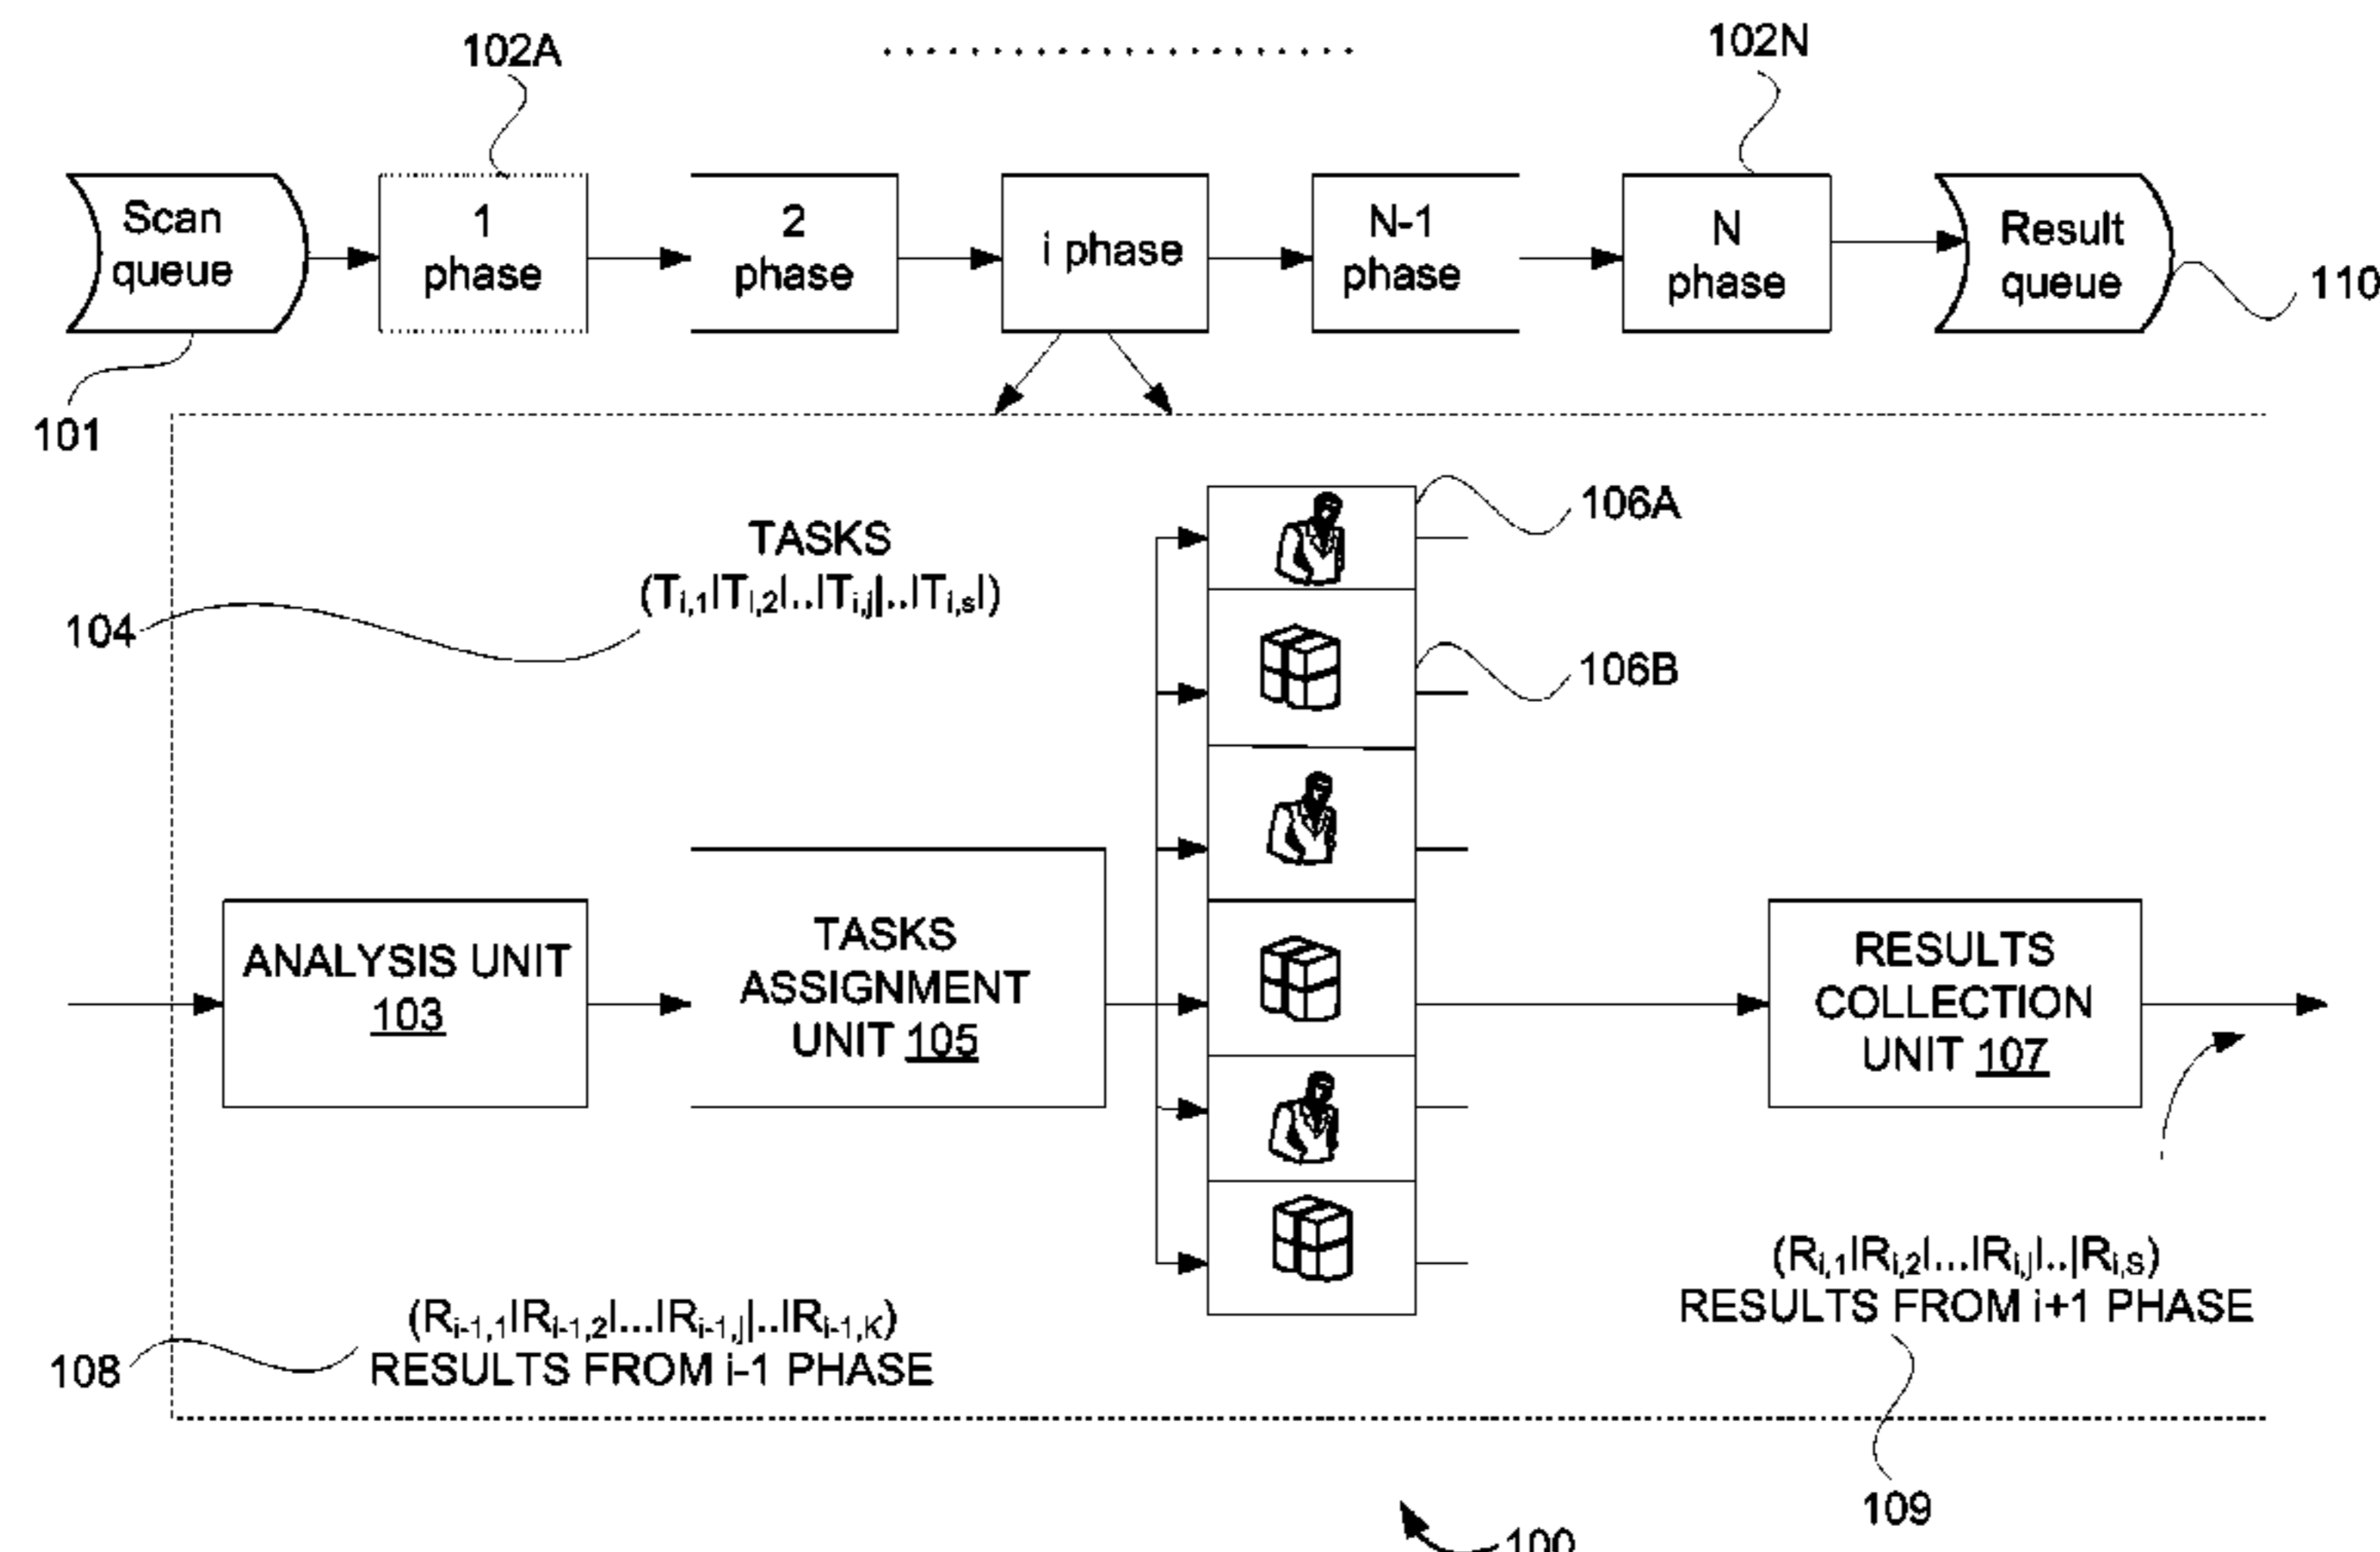 102A
102N
Scan
queue
1
phase
2
phase
i phase
N-1
phase
N
phase
Result
queue
110
101
TASKS
(Ti,1|Ti,2|..|Ti,j|..|Ti,s|)
104
106A
106B
ANALYSIS UNIT
103
TASKS
ASSIGNMENT
UNIT 105
RESULTS
COLLECTION
UNIT 107
(Ri-1,1|Ri-1,2|...|Ri-1,j|..|Ri-1,K)
RESULTS FROM i-1 PHASE
108
(Ri,1|Ri,2|...|Ri,j|..|Ri,S)
RESULTS FROM i+1 PHASE
109
100